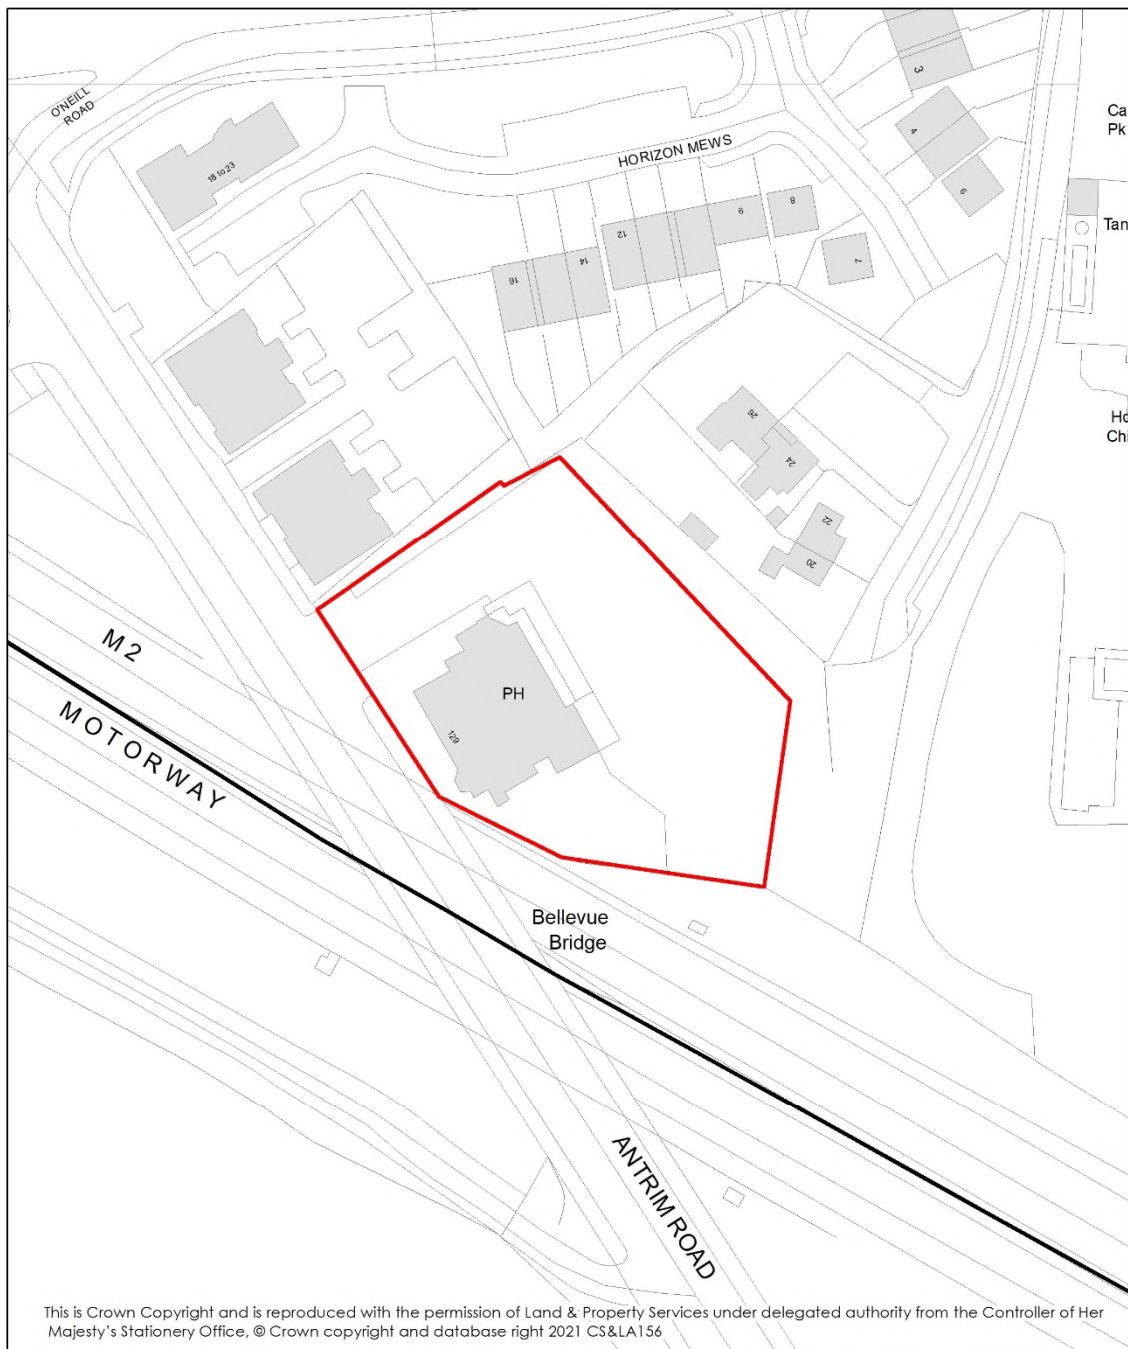 O'NEILL
ROAD
18 to 23
HORIZON MEWS
3
4
6
Ca
Pk
Tan
8
9
7
12
14
16
Ho
Chi
26
24
22
20
M2
MOTORWAY
PH
129
Bellevue
Bridge
ANTRIM ROAD
This is Crown Copyright and is reproduced with the permission of Land & Property Services under delegated authority from the Controller of Her
Majesty's Stationery Office, © Crown copyright and database right 2021 CS&LA156